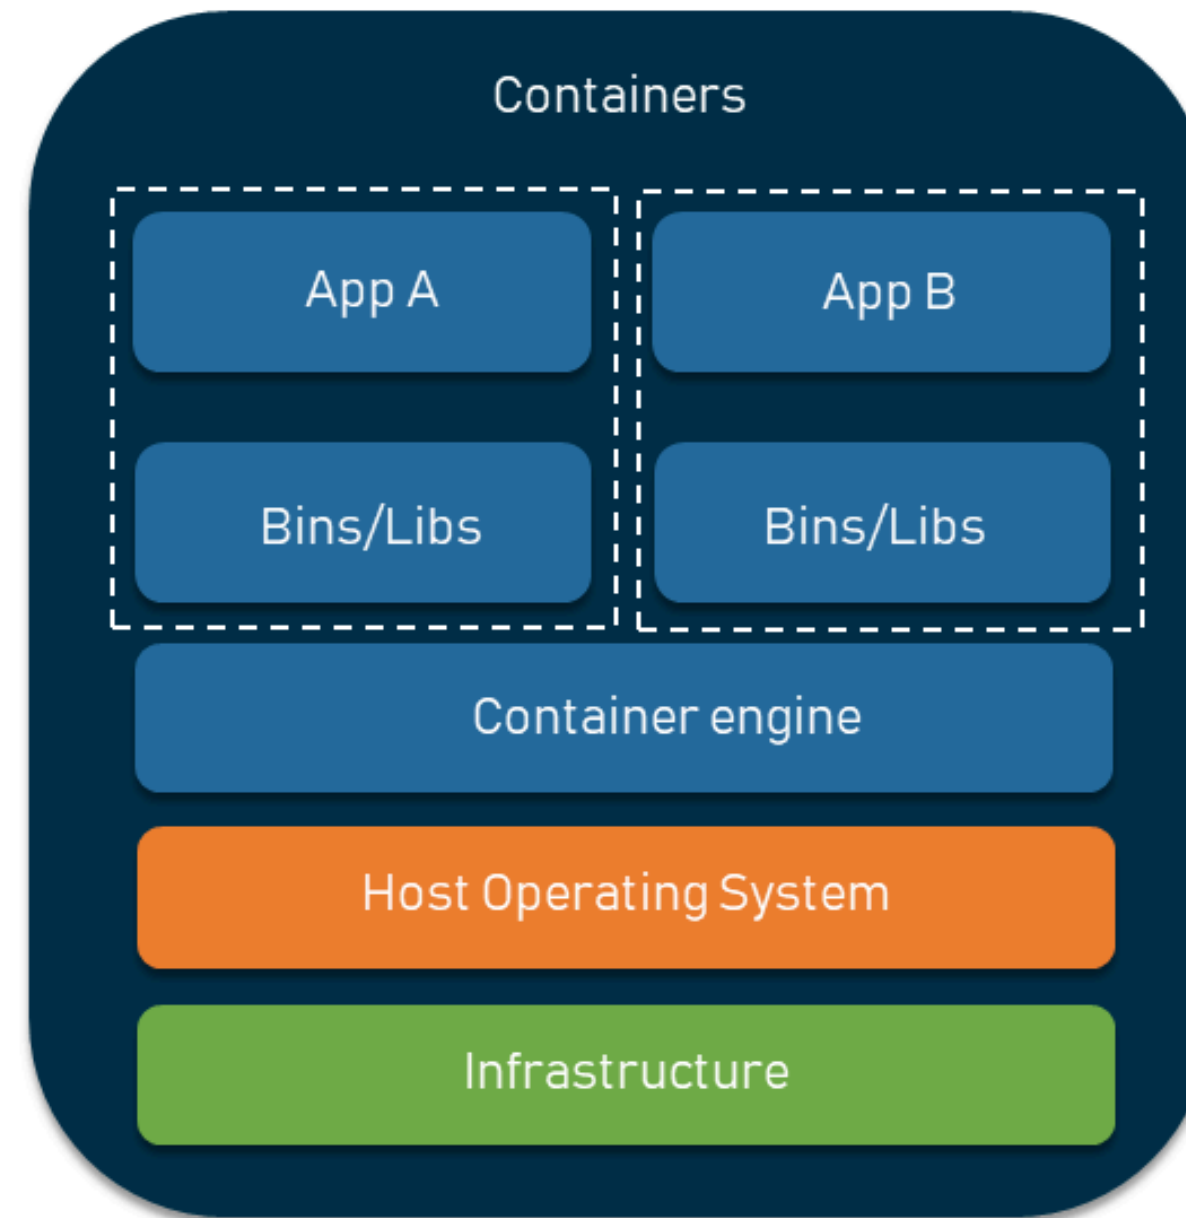 Containers
App A
App B
Bins/Libs
Bins/Libs
Container engine
Host Operating System
Infrastructure